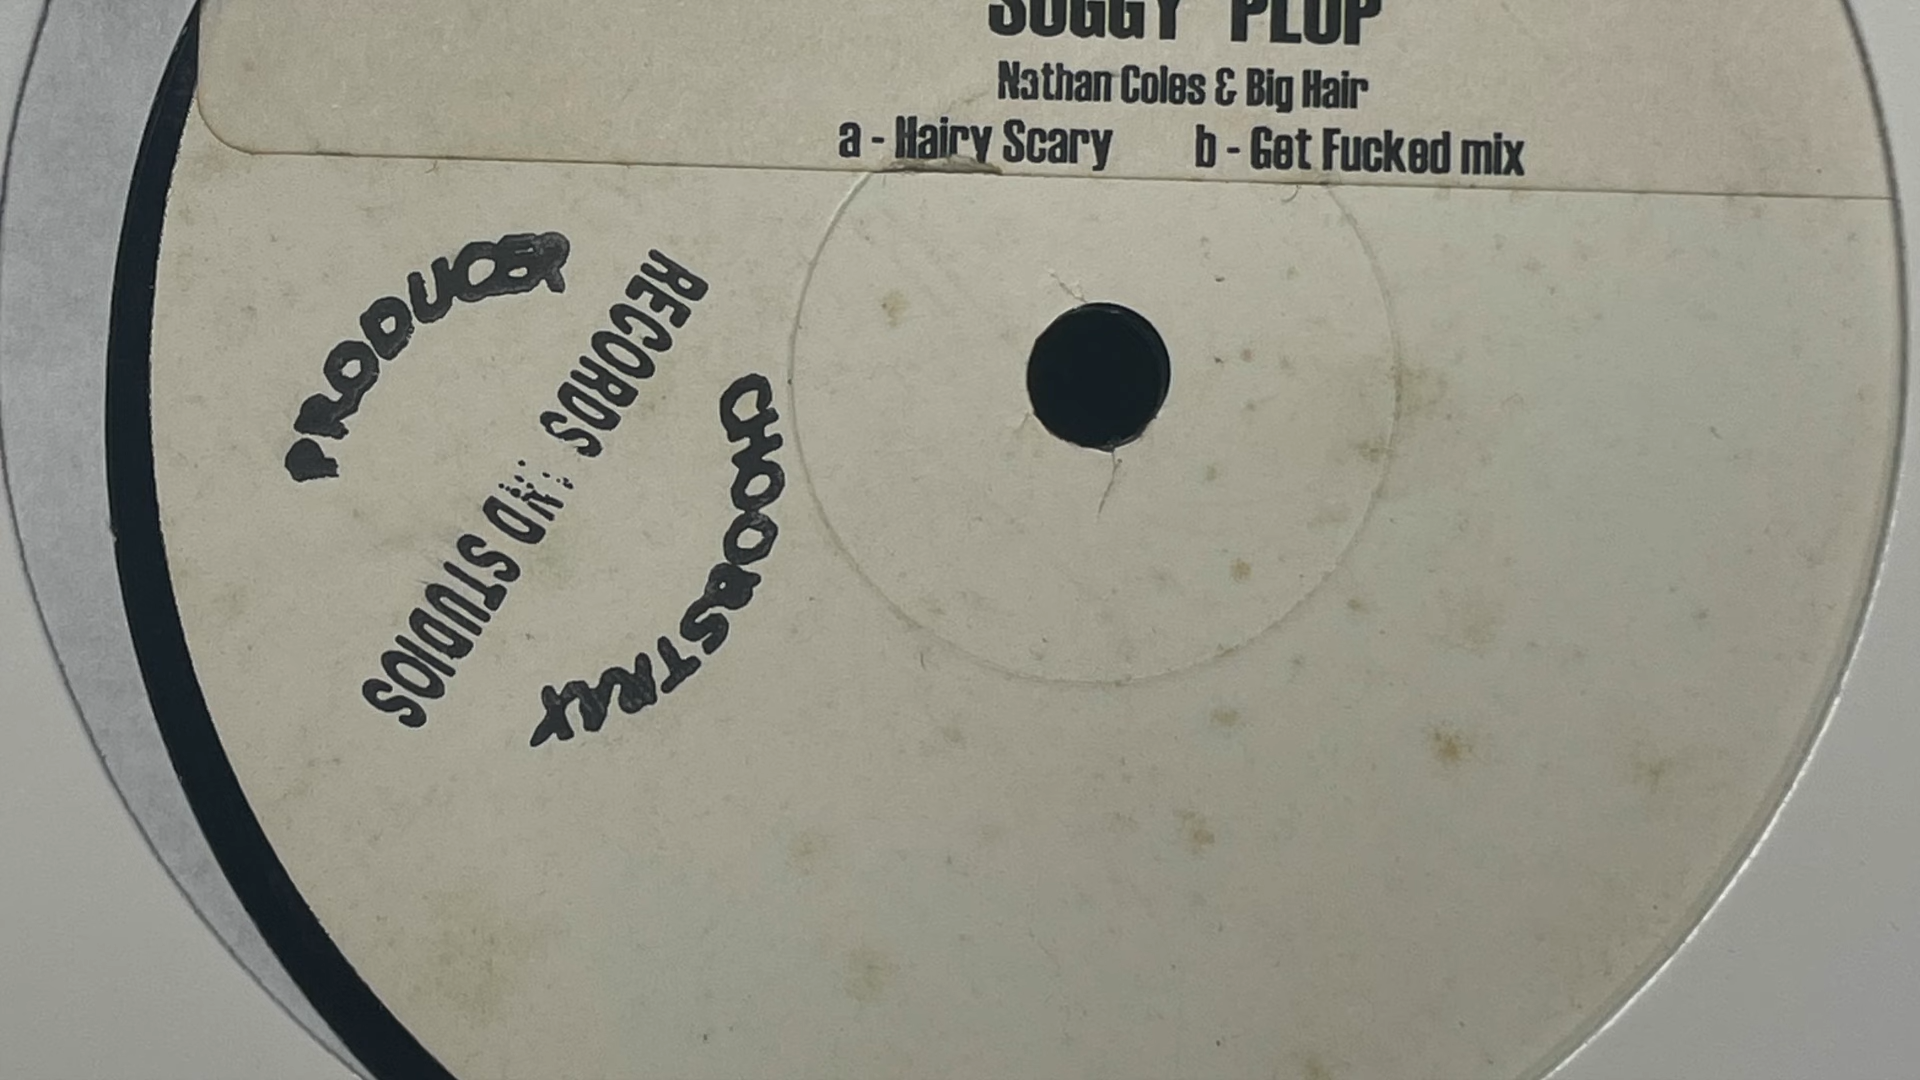 SOGGY PLOP
Nathan Coles & Big Hair
a - Hairy Scary b - Get Fucked mix
PRODUCER
RECORDS AND STUDIOS
CHOOBSTRAX